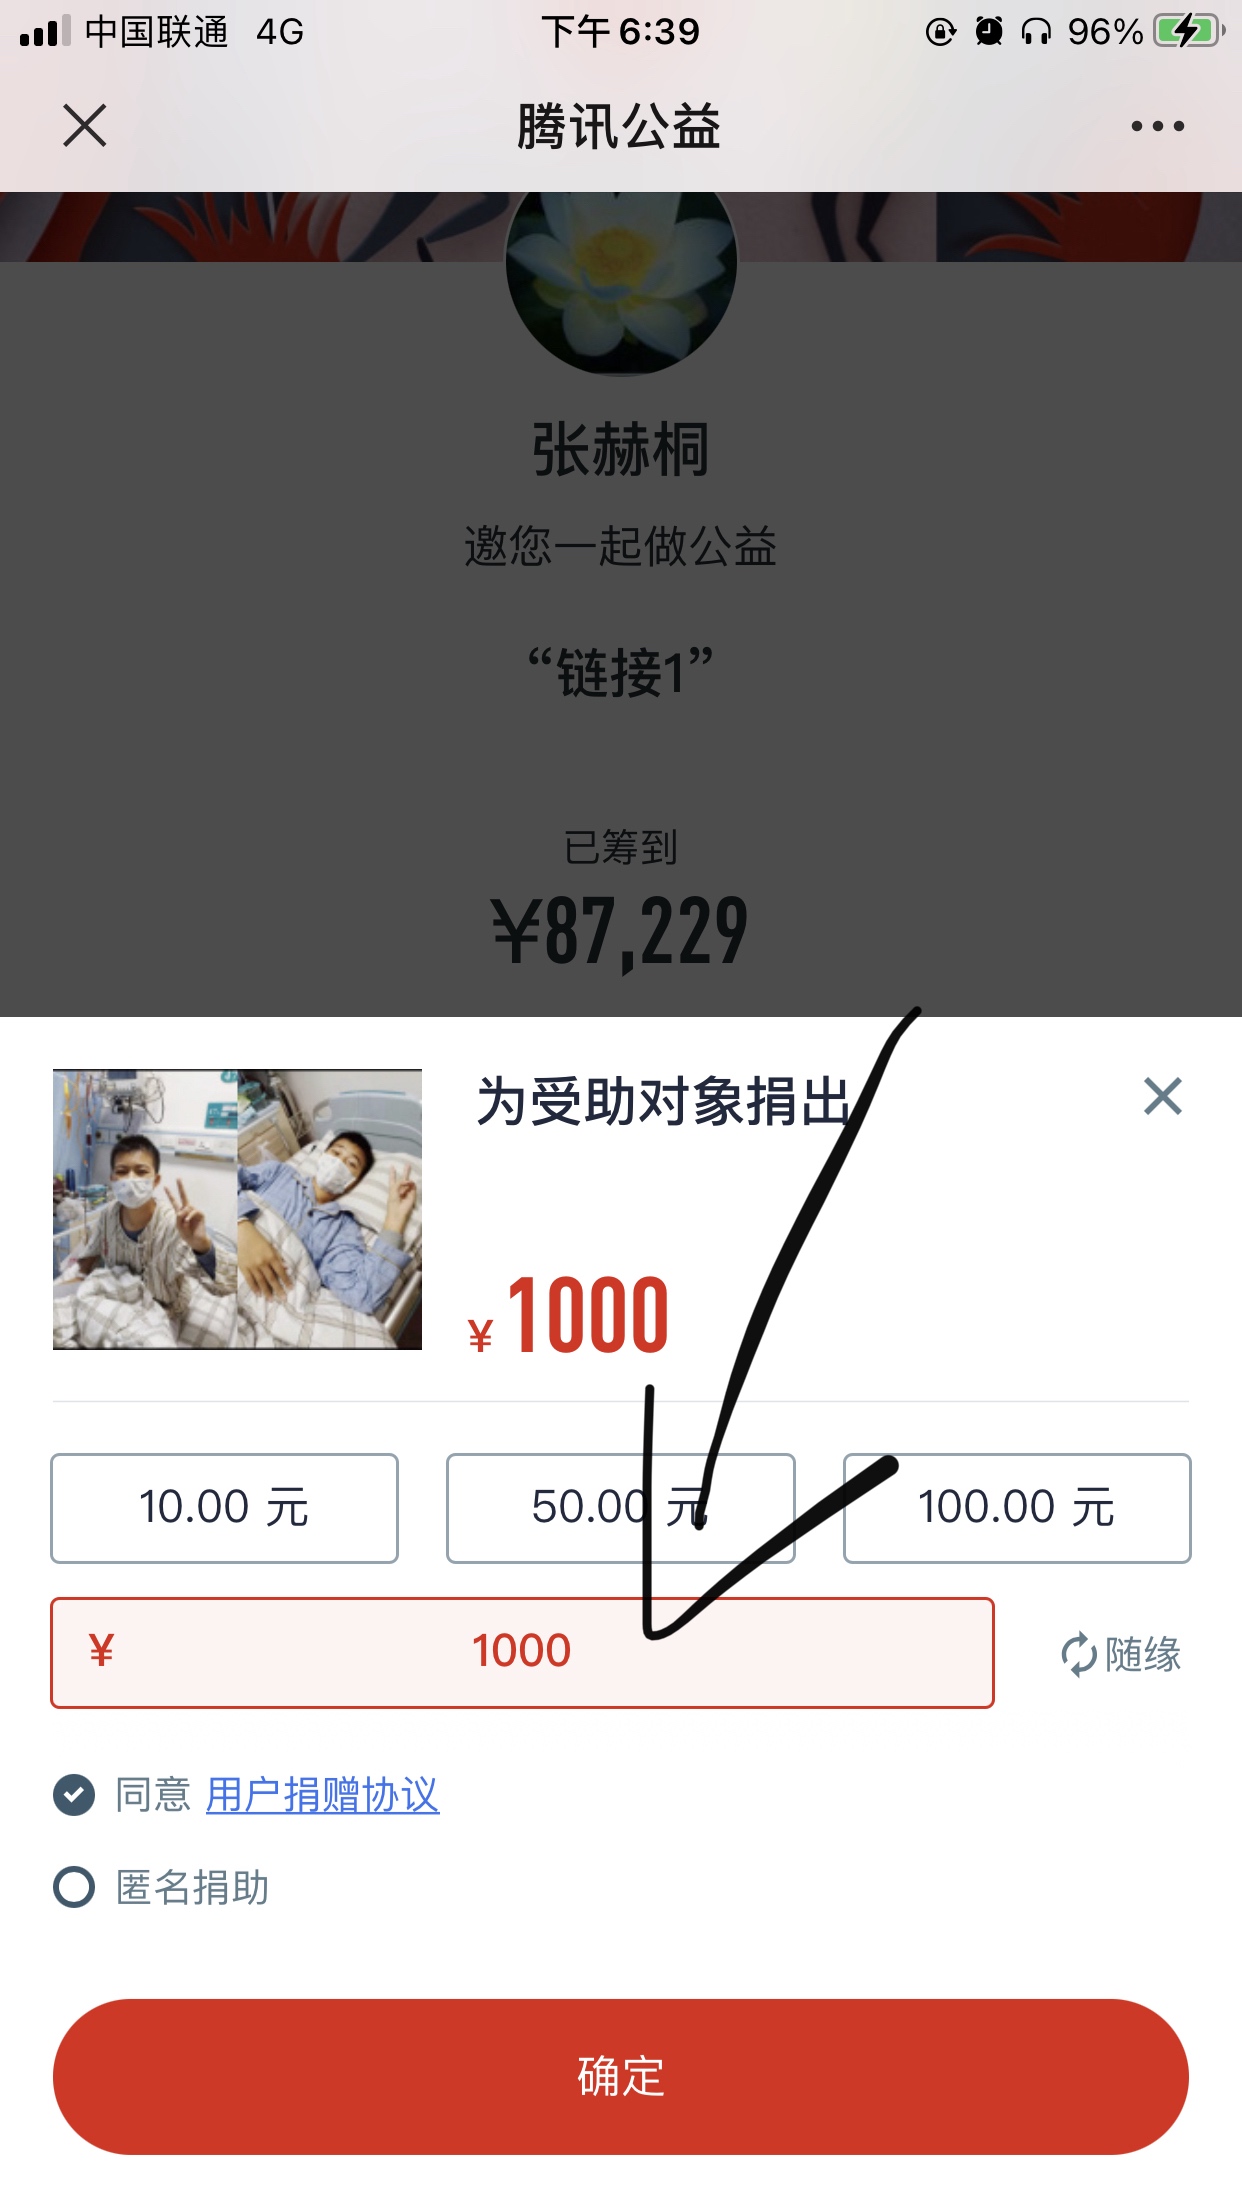 中国联通 4G 下午6:39 96%
腾讯公益
张赫桐
邀您一起做公益
“链接1”
已筹到
¥87,229
为受助对象捐出
¥ 1000
10.00 元 50.00 元 100.00 元
¥ 1000 随缘
同意 用户捐赠协议
匿名捐助
确定